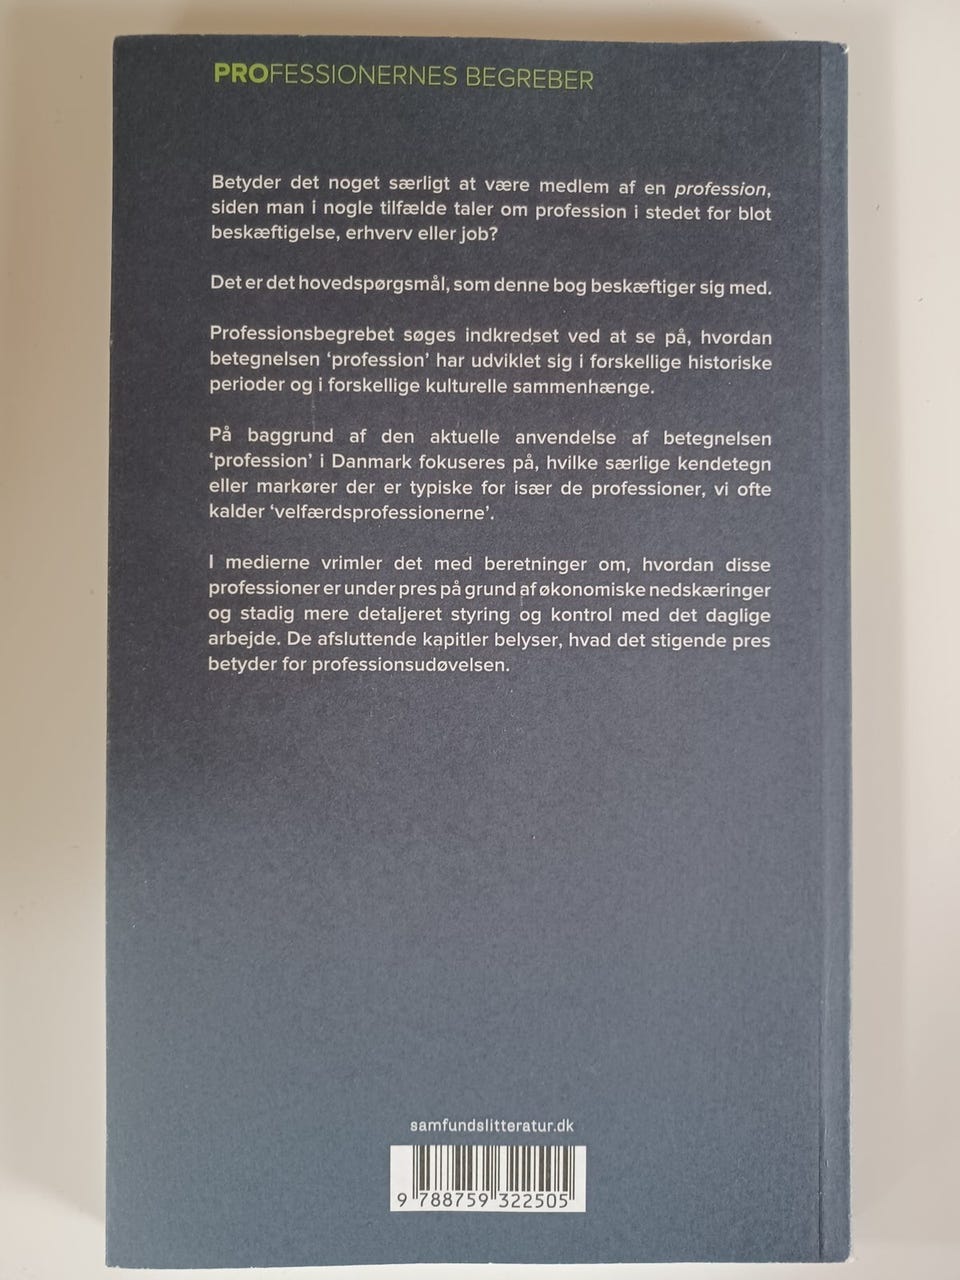 PROFESSIONERNES BEGREBER
Betyder det noget særligt at være medlem af en profession,
siden man i nogle tilfælde taler om profession i stedet for blot
beskæftigelse, erhverv eller job?
Det er det hovedspørgsmål, som denne bog beskæftiger sig med.
Professionsbegrebet søges indkredset ved at se på, hvordan
betegnelsen ‘profession’ har udviklet sig i forskellige historiske
perioder og i forskellige kulturelle sammenhænge.
På baggrund af den aktuelle anvendelse af betegnelsen
‘profession’ i Danmark fokuseres på, hvilke særlige kendetegn
eller markører der er typiske for især de professioner, vi ofte
kalder ‘velfærdsprofessionerne’.
I medierne vrimler det med beretninger om, hvordan disse
professioner er under pres på grund af økonomiske nedskæringer
og stadig mere detaljeret styring og kontrol med det daglige
arbejde. De afsluttende kapitler belyser, hvad det stigende pres
betyder for professionsudøvelsen.
samfundslitteratur.dk
9 788759 322505